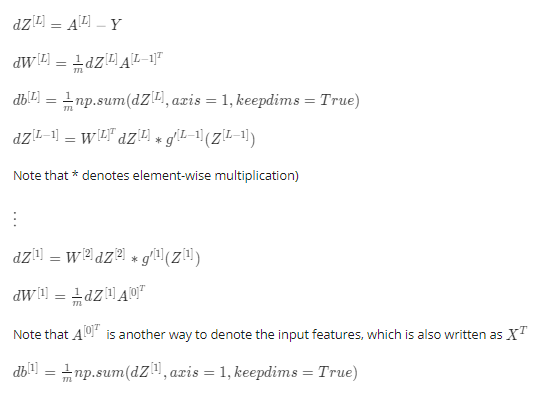 dZ^{[L]} = A^{[L]} − Y
dW^{[L]} = \frac{1}{m} dZ^{[L]} A^{[L−1]^T}
db^{[L]} = \frac{1}{m} np.sum(dZ^{[L]}, axis = 1, keepdims = True)
dZ^{[L−1]} = W^{[L]^T} dZ^{[L]} * g'^{[L−1]}(Z^{[L−1]})
Note that * denotes element-wise multiplication)
⋮
dZ^{[1]} = W^{[2]} dZ^{[2]} * g'^{[1]}(Z^{[1]})
dW^{[1]} = \frac{1}{m} dZ^{[1]} A^{[0]^T}
Note that A^{[0]^T} is another way to denote the input features, which is also written as X^T
db^{[1]} = \frac{1}{m} np.sum(dZ^{[1]}, axis = 1, keepdims = True)